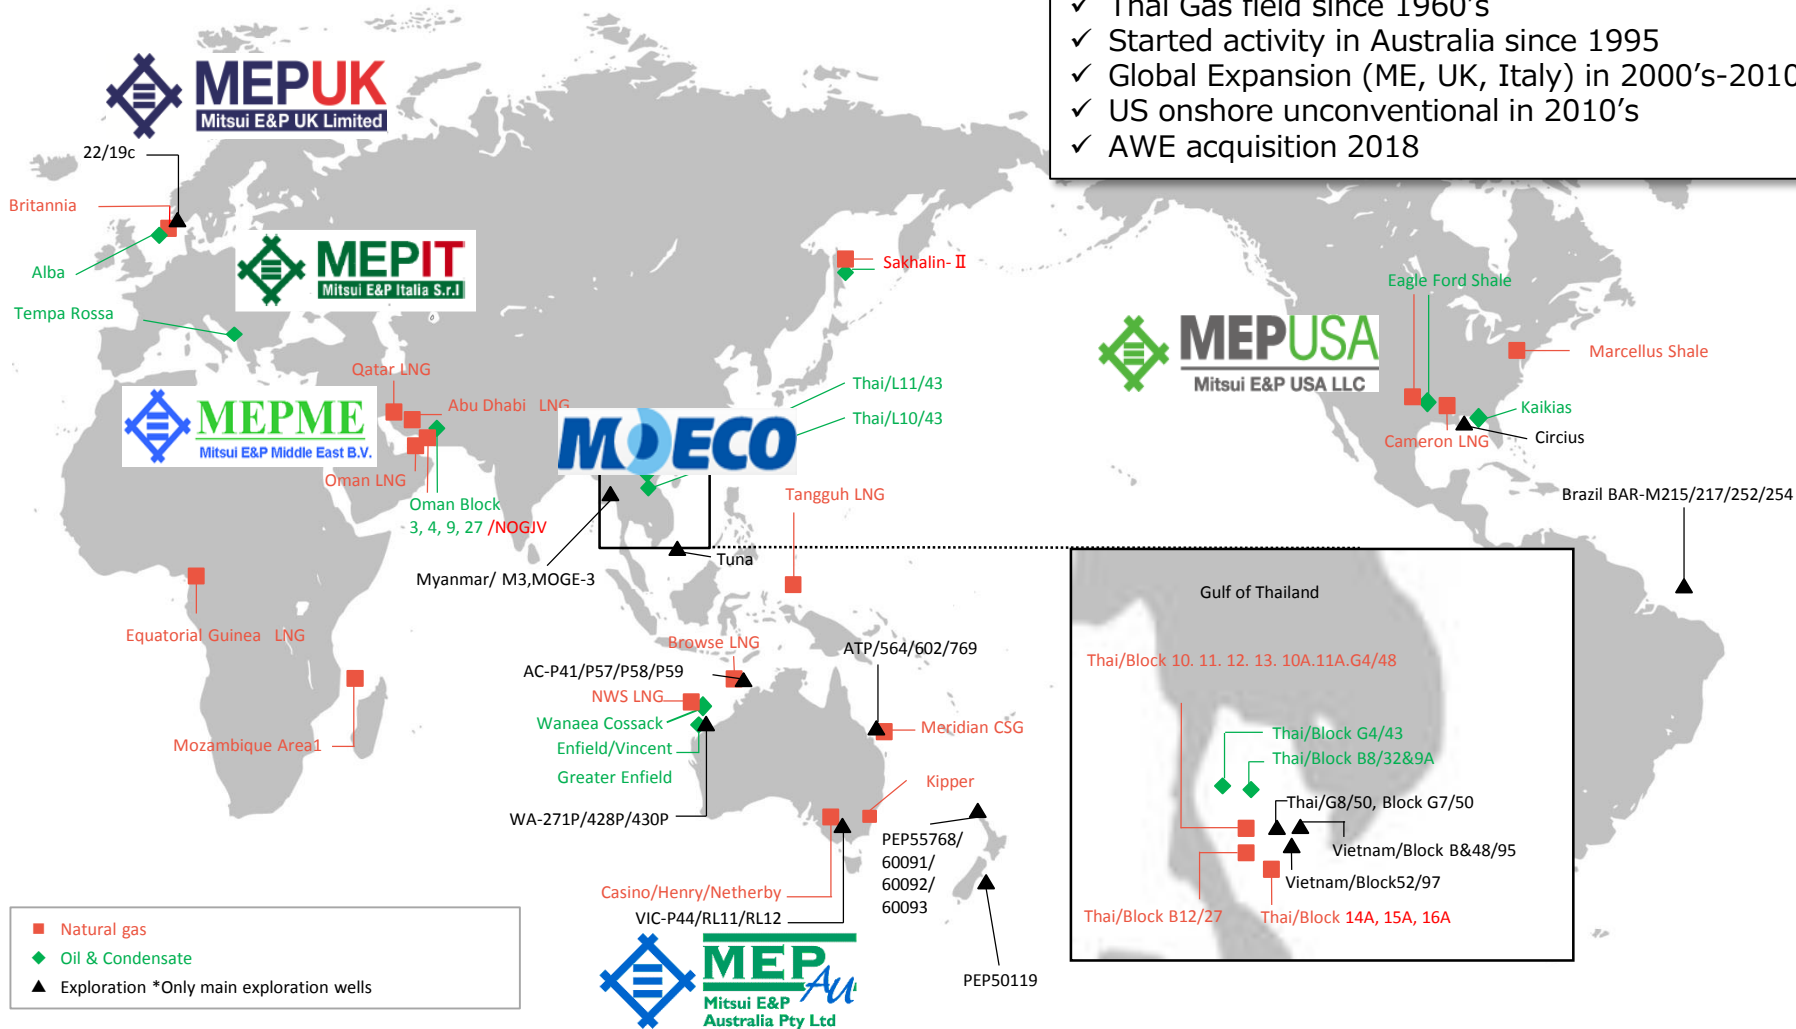 ✓ Thai Gas field since 1960's
✓ Started activity in Australia since 1995
✓ Global Expansion (ME, UK, Italy) in 2000's-2010
✓ US onshore unconventional in 2010's
✓ AWE acquisition 2018
MEPUK
Mitsui E&P UK Limited
22/19c
Britannia
Alba
Tempa Rossa
MEPIT
Mitsui E&P Italia S.r.l
Sakhalin-Ⅱ
Eagle Ford Shale
MEPUSA
Mitsui E&P USA LLC
Marcellus Shale
Kaikias
Circius
Cameron LNG
Qatar LNG
Abu Dhabi LNG
MEPME
Mitsui E&P Middle East B.V.
MOECO
Thai/L11/43
Thai/L10/43
Oman LNG
Oman Block
3, 4, 9, 27 /NOGJV
Tangguh LNG
Brazil BAR-M215/217/252/254
Tuna
Myanmar/ M3,MOGE-3
Equatorial Guinea LNG
Mozambique Area1
Browse LNG
ATP/564/602/769
AC-P41/P57/P58/P59
NWS LNG
Wanaea Cossack
Enfield/Vincent
Greater Enfield
Meridian CSG
Kipper
WA-271P/428P/430P
PEP55768/
60091/
60092/
60093
Casino/Henry/Netherby
VIC-P44/RL11/RL12
PEP50119
MEPAU
Mitsui E&P
Australia Pty Ltd
Gulf of Thailand
Thai/Block 10. 11. 12. 13. 10A.11A.G4/48
Thai/Block G4/43
Thai/Block B8/32&9A
Thai/G8/50, Block G7/50
Vietnam/Block B&48/95
Vietnam/Block52/97
Thai/Block B12/27
Thai/Block 14A, 15A, 16A
Natural gas
Oil & Condensate
Exploration *Only main exploration wells